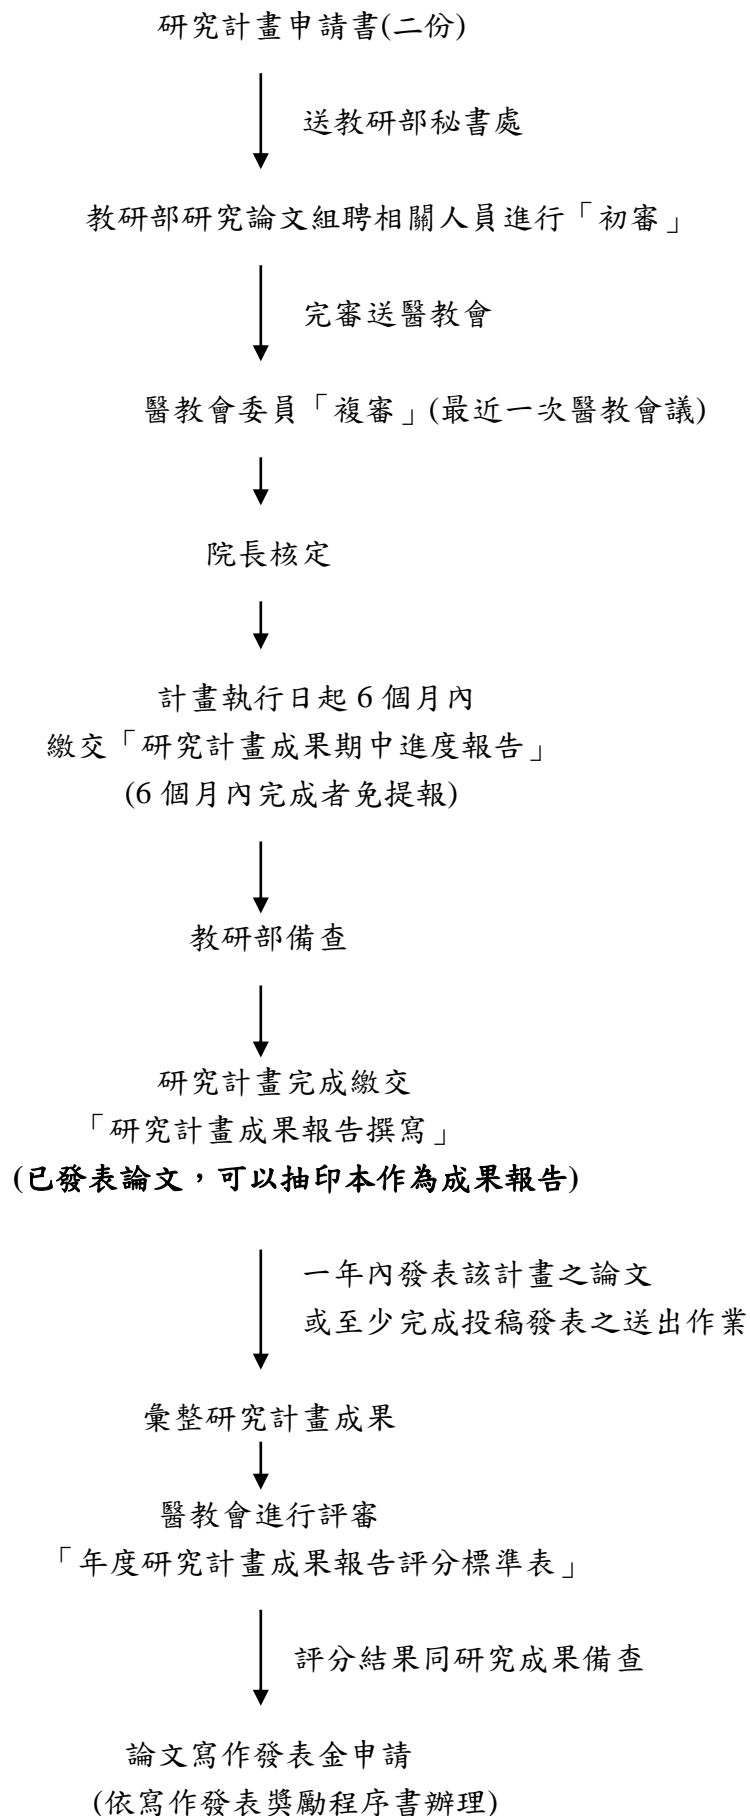 研究計畫申請書(二份)
送教研部秘書處
教研部研究論文組聘相關人員進行「初審」
完審送醫教會
醫教會委員「複審」(最近一次醫教會議)
院長核定
計畫執行日起 6 個月內
繳交「研究計畫成果期中進度報告」
(6 個月內完成者免提報)
教研部備查
研究計畫完成繳交
「研究計畫成果報告撰寫」
(已發表論文，可以抽印本作為成果報告)
一年內發表該計畫之論文
或至少完成投稿發表之送出作業
彙整研究計畫成果
醫教會進行評審
「年度研究計畫成果報告評分標準表」
評分結果同研究成果備查
論文寫作發表金申請
(依寫作發表獎勵程序書辦理)